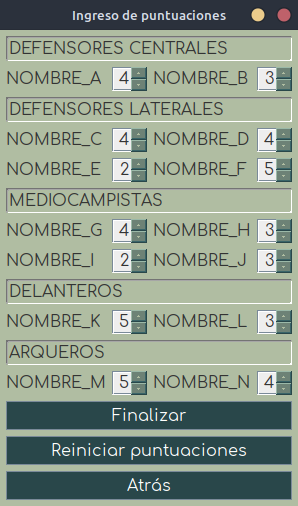 Ingreso de puntuaciones
DEFENSORES CENTRALES
NOMBRE_A 4 NOMBRE_B 3
DEFENSORES LATERALES
NOMBRE_C 4 NOMBRE_D 4
NOMBRE_E 2 NOMBRE_F 5
MEDIOCAMPISTAS
NOMBRE_G 4 NOMBRE_H 3
NOMBRE_I 2 NOMBRE_J 3
DELANTEROS
NOMBRE_K 5 NOMBRE_L 3
ARQUEROS
NOMBRE_M 5 NOMBRE_N 4
Finalizar
Reiniciar puntuaciones
Atrás